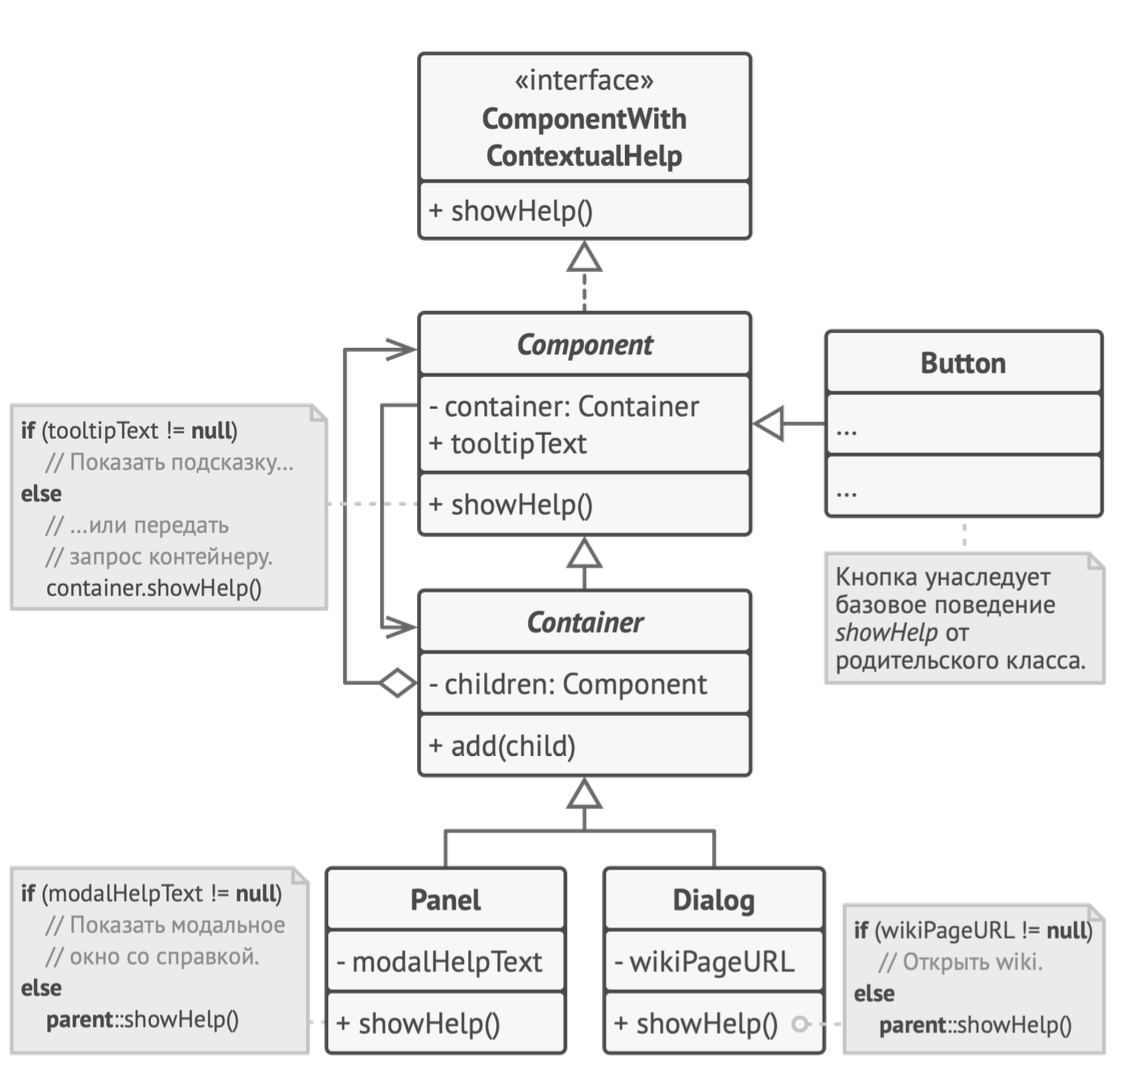 «interface»
ComponentWith
ContextualHelp
+ showHelp()
Component
- container: Container
+ tooltipText
+ showHelp()
Button
...
...
if (tooltipText != null)
// Показать подсказку...
else
// ...или передать
// запрос контейнеру.
container.showHelp()
Кнопка унаследует
базовое поведение
showHelp от
родительского класса.
Container
- children: Component
+ add(child)
if (modalHelpText != null)
// Показать модальное
// окно со справкой.
else
parent::showHelp()
Panel
- modalHelpText
+ showHelp()
Dialog
- wikiPageURL
+ showHelp()
if (wikiPageURL != null)
// Открыть wiki.
else
parent::showHelp()